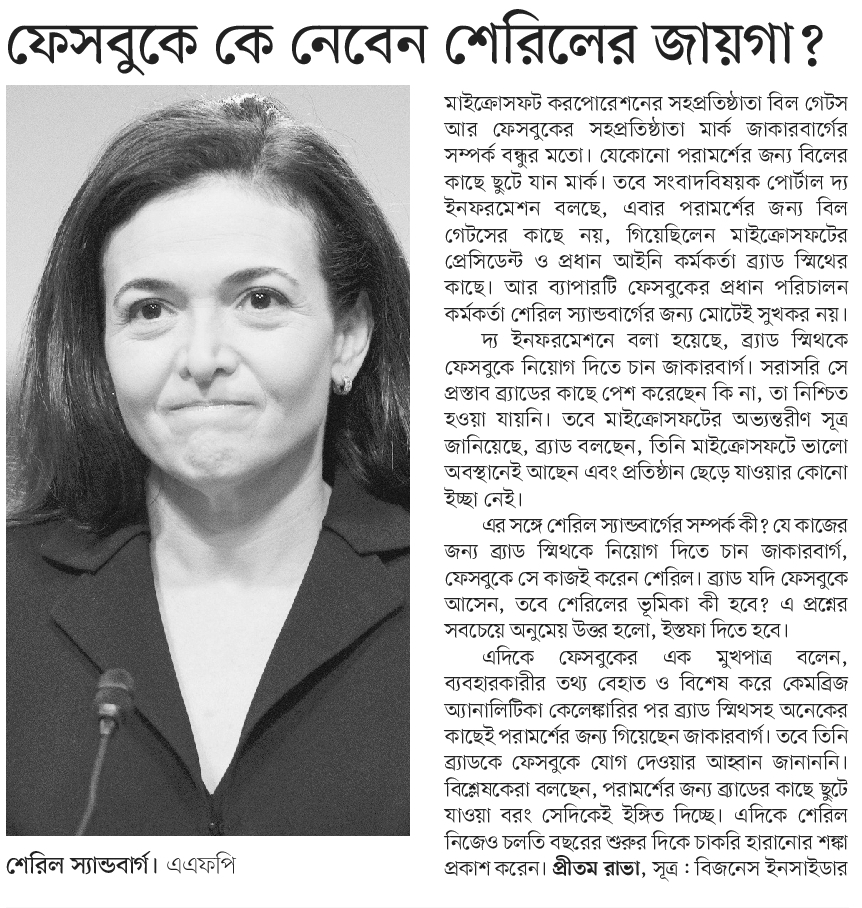 ফেসবুকে কে নেবেন শেরিলের জায়গা?
মাইক্রোসফট করপোরেশনের সহপ্রতিষ্ঠাতা বিল গেটস
আর ফেসবুকের সহপ্রতিষ্ঠাতা মার্ক জাকারবার্গের
সম্পর্ক বন্ধুর মতো। যেকোনো পরামর্শের জন্য বিলের
কাছে ছুটে যান মার্ক। তবে সংবাদবিষয়ক পোর্টাল দ্য
ইনফরমেশন বলছে, এবার পরামর্শের জন্য বিল
গেটসের কাছে নয়, গিয়েছিলেন মাইক্রোসফটের
প্রেসিডেন্ট ও প্রধান আইনি কর্মকর্তা ব্র্যাড স্মিথের
কাছে। আর ব্যাপারটি ফেসবুকের প্রধান পরিচালন
কর্মকর্তা শেরিল স্যান্ডবার্গের জন্য মোটেই সুখকর নয়।
দ্য ইনফরমেশনে বলা হয়েছে, ব্র্যাড স্মিথকে
ফেসবুকে নিয়োগ দিতে চান জাকারবার্গ। সরাসরি সে
প্রস্তাব ব্র্যাডের কাছে পেশ করেছেন কি না, তা নিশ্চিত
হওয়া যায়নি। তবে মাইক্রোসফটের অভ্যন্তরীণ সূত্র
জানিয়েছে, ব্র্যাড বলছেন, তিনি মাইক্রোসফটে ভালো
অবস্থানেই আছেন এবং প্রতিষ্ঠান ছেড়ে যাওয়ার কোনো
ইচ্ছা নেই।
এর সঙ্গে শেরিল স্যান্ডবার্গের সম্পর্ক কী? যে কাজের
জন্য ব্র্যাড স্মিথকে নিয়োগ দিতে চান জাকারবার্গ,
ফেসবুকে সে কাজই করেন শেরিল। ব্র্যাড যদি ফেসবুকে
আসেন, তবে শেরিলের ভূমিকা কী হবে? এ প্রশ্নের
সবচেয়ে অনুমেয় উত্তর হলো, ইস্তফা দিতে হবে।
এদিকে ফেসবুকের এক মুখপাত্র বলেন,
ব্যবহারকারীর তথ্য বেহাত ও বিশেষ করে কেমব্রিজ
অ্যানালিটিকা কেলেঙ্কারির পর ব্র্যাড স্মিথসহ অনেকের
কাছেই পরামর্শের জন্য গিয়েছেন জাকারবার্গ। তবে তিনি
ব্র্যাডকে ফেসবুকে যোগ দেওয়ার আহ্বান জানাননি।
বিশ্লেষকেরা বলছেন, পরামর্শের জন্য ব্র্যাডের কাছে ছুটে
যাওয়া বরং সেদিকেই ইঙ্গিত দিচ্ছে। এদিকে শেরিল
নিজেও চলতি বছরের শুরুর দিকে চাকরি হারানোর শঙ্কা
প্রকাশ করেন। প্রীতম রাভা, সূত্র : বিজনেস ইনসাইডার
শেরিল স্যান্ডবার্গ। এএফপি